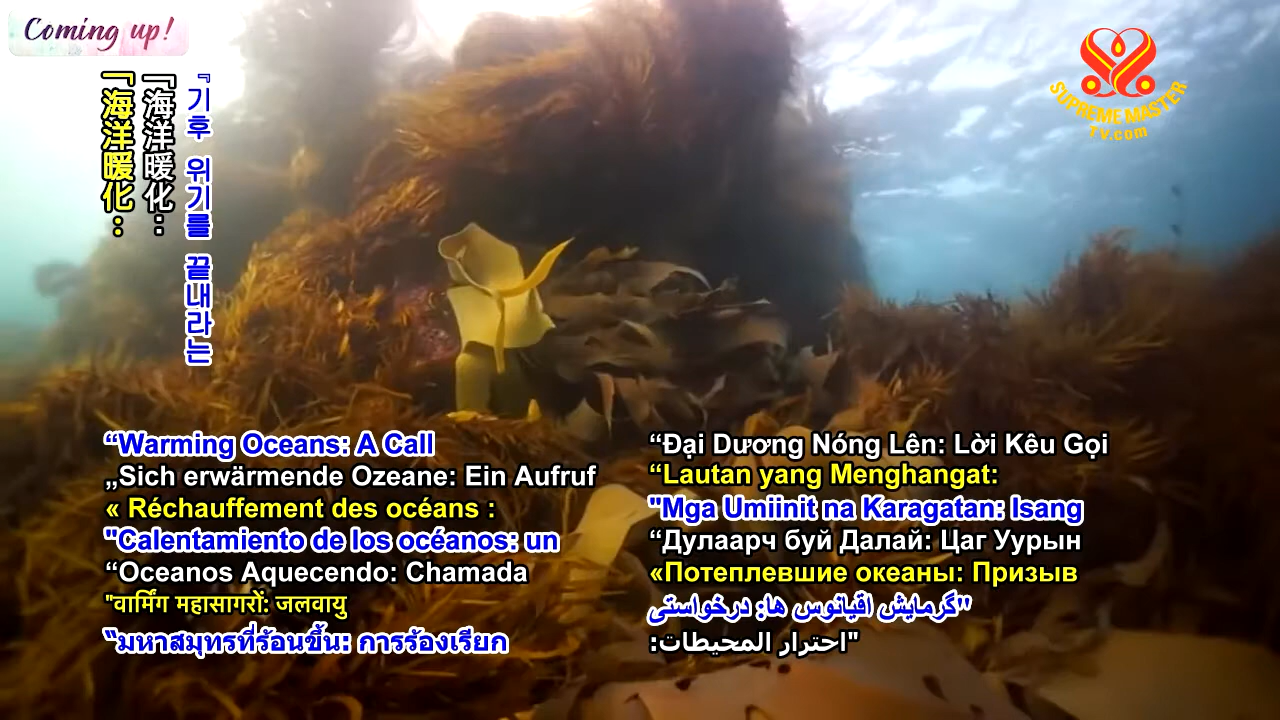 Coming up!
SUPREME MASTER
TV.com
「海洋暖化：
「海洋暖化：
『기후 위기를 끝내라는
“Warming Oceans: A Call
„Sich erwärmende Ozeane: Ein Aufruf
« Réchauffement des océans :
"Calentamiento de los océanos: un
“Oceanos Aquecendo: Chamada
"वार्मिंग महासागरों: जलवायु
“มหาสมุทรที่ร้อนขึ้น: การร้องเรียก
“Đại Dương Nóng Lên: Lời Kêu Gọi
“Lautan yang Menghangat:
"Mga Umiinit na Karagatan: Isang
“Дулаарч буй Далай: Цаг Уурын
«Потеплевшие океаны: Призыв
"گرمایش اقیانوس ها: درخواستی
"احترار المحيطات: